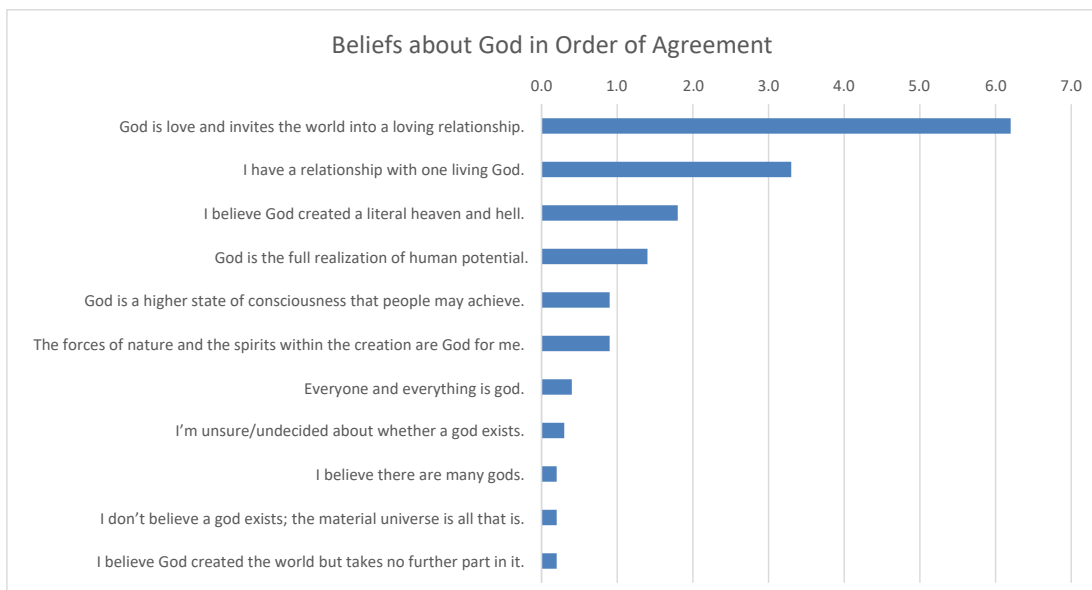 Beliefs about God in Order of Agreement
0.0 1.0 2.0 3.0 4.0 5.0 6.0 7.0
God is love and invites the world into a loving relationship.
I have a relationship with one living God.
I believe God created a literal heaven and hell.
God is the full realization of human potential.
God is a higher state of consciousness that people may achieve.
The forces of nature and the spirits within the creation are God for me.
Everyone and everything is god.
I’m unsure/undecided about whether a god exists.
I believe there are many gods.
I don’t believe a god exists; the material universe is all that is.
I believe God created the world but takes no further part in it.